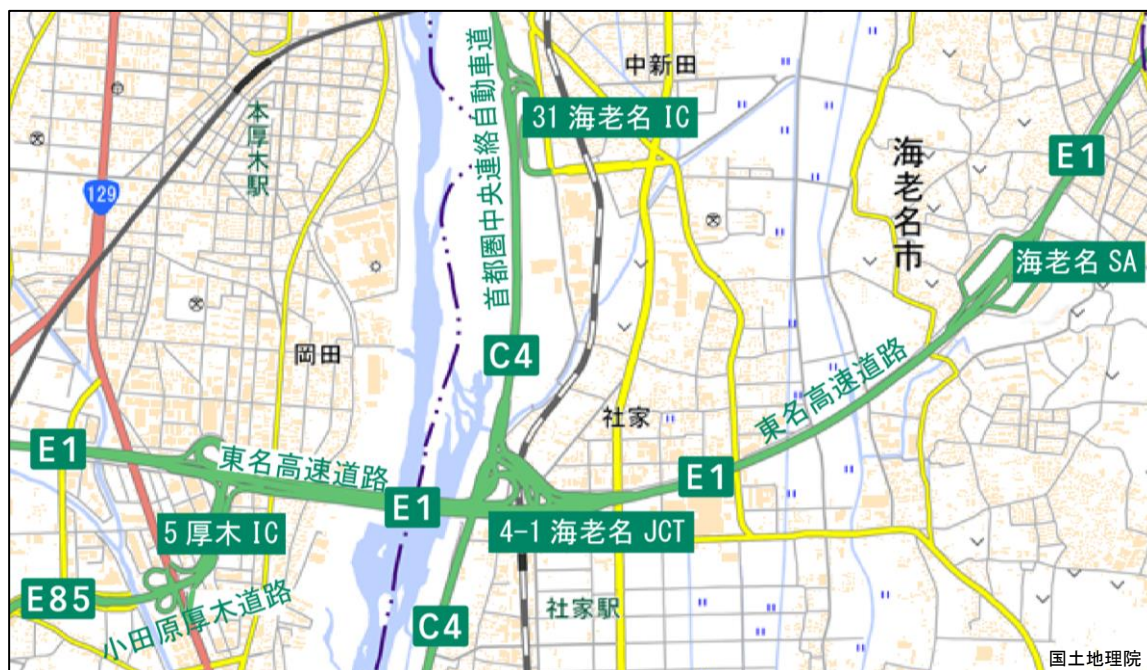 首都圏中央連絡自動車道
中新田
31 海老名 IC
本厚木駅
海老名市
E1
129
海老名 SA
岡田
C4
東名高速道路
社家
E1
東名高速道路
E1
E1
5 厚木 IC
4-1 海老名 JCT
E85
小田原厚木道路
社家駅
C4
国土地理院